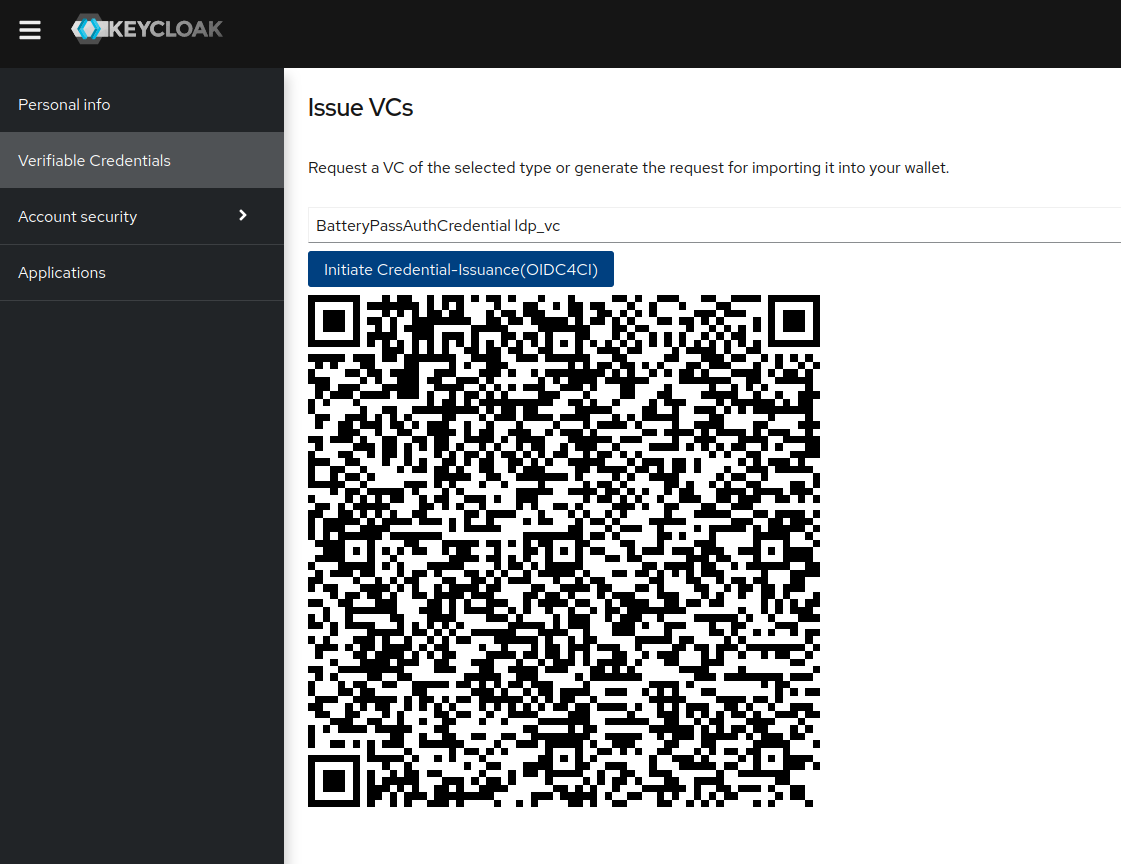 KEYCLOAK
Personal info
Verifiable Credentials
Account security
Applications
Issue VCs
Request a VC of the selected type or generate the request for importing it into your wallet.
BatteryPassAuthCredential ldp_vc
Initiate Credential-Issuance(OIDC4CI)